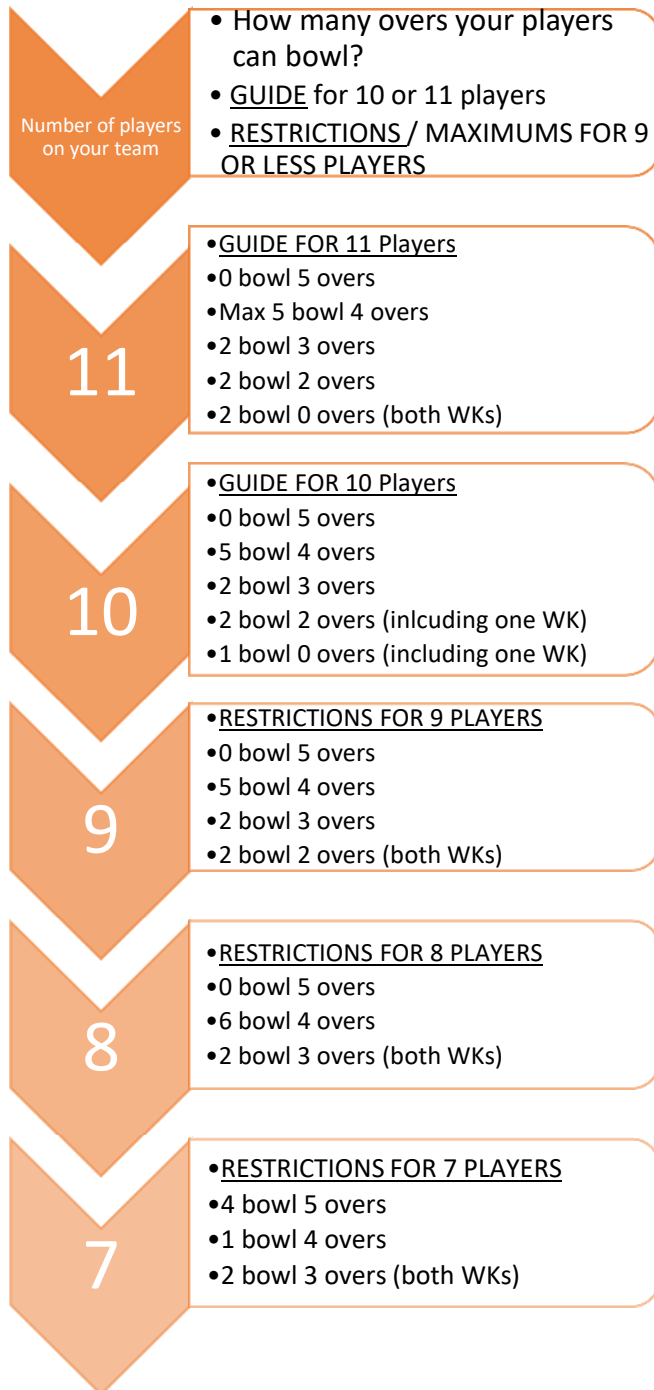 Number of players
on your team
• How many overs your players
can bowl?
• GUIDE for 10 or 11 players
• RESTRICTIONS / MAXIMUMS FOR 9
OR LESS PLAYERS
11
•GUIDE FOR 11 Players
•0 bowl 5 overs
•Max 5 bowl 4 overs
•2 bowl 3 overs
•2 bowl 2 overs
•2 bowl 0 overs (both WKs)
10
•GUIDE FOR 10 Players
•0 bowl 5 overs
•5 bowl 4 overs
•2 bowl 3 overs
•2 bowl 2 overs (inlcuding one WK)
•1 bowl 0 overs (including one WK)
9
•RESTRICTIONS FOR 9 PLAYERS
•0 bowl 5 overs
•5 bowl 4 overs
•2 bowl 3 overs
•2 bowl 2 overs (both WKs)
8
•RESTRICTIONS FOR 8 PLAYERS
•0 bowl 5 overs
•6 bowl 4 overs
•2 bowl 3 overs (both WKs)
7
•RESTRICTIONS FOR 7 PLAYERS
•4 bowl 5 overs
•1 bowl 4 overs
•2 bowl 3 overs (both WKs)